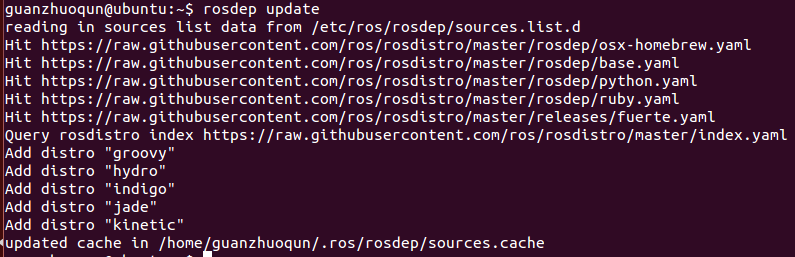 guanzhuoqun@ubuntu:~$ rosdep update
reading in sources list data from /etc/ros/rosdep/sources.list.d
Hit https://raw.githubusercontent.com/ros/rosdistro/master/rosdep/osx-homebrew.yaml
Hit https://raw.githubusercontent.com/ros/rosdistro/master/rosdep/base.yaml
Hit https://raw.githubusercontent.com/ros/rosdistro/master/rosdep/python.yaml
Hit https://raw.githubusercontent.com/ros/rosdistro/master/rosdep/ruby.yaml
Hit https://raw.githubusercontent.com/ros/rosdistro/master/releases/fuerte.yaml
Query rosdistro index https://raw.githubusercontent.com/ros/rosdistro/master/index.yaml
Add distro "groovy"
Add distro "hydro"
Add distro "indigo"
Add distro "jade"
Add distro "kinetic"
updated cache in /home/guanzhuoqun/.ros/rosdep/sources.cache